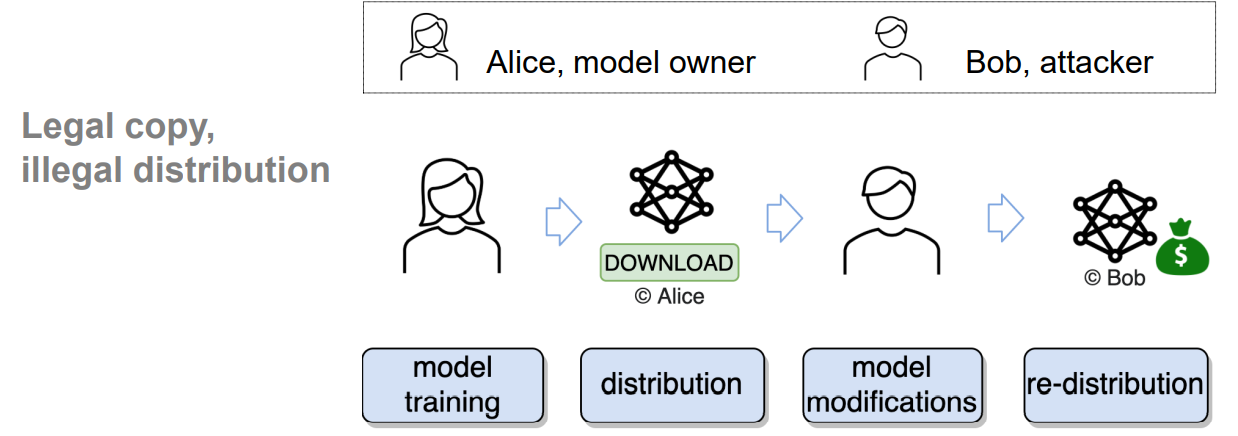 Alice, model owner
Bob, attacker
Legal copy,
illegal distribution
DOWNLOAD
© Alice
$
© Bob
model
training
distribution
model
modifications
re-distribution